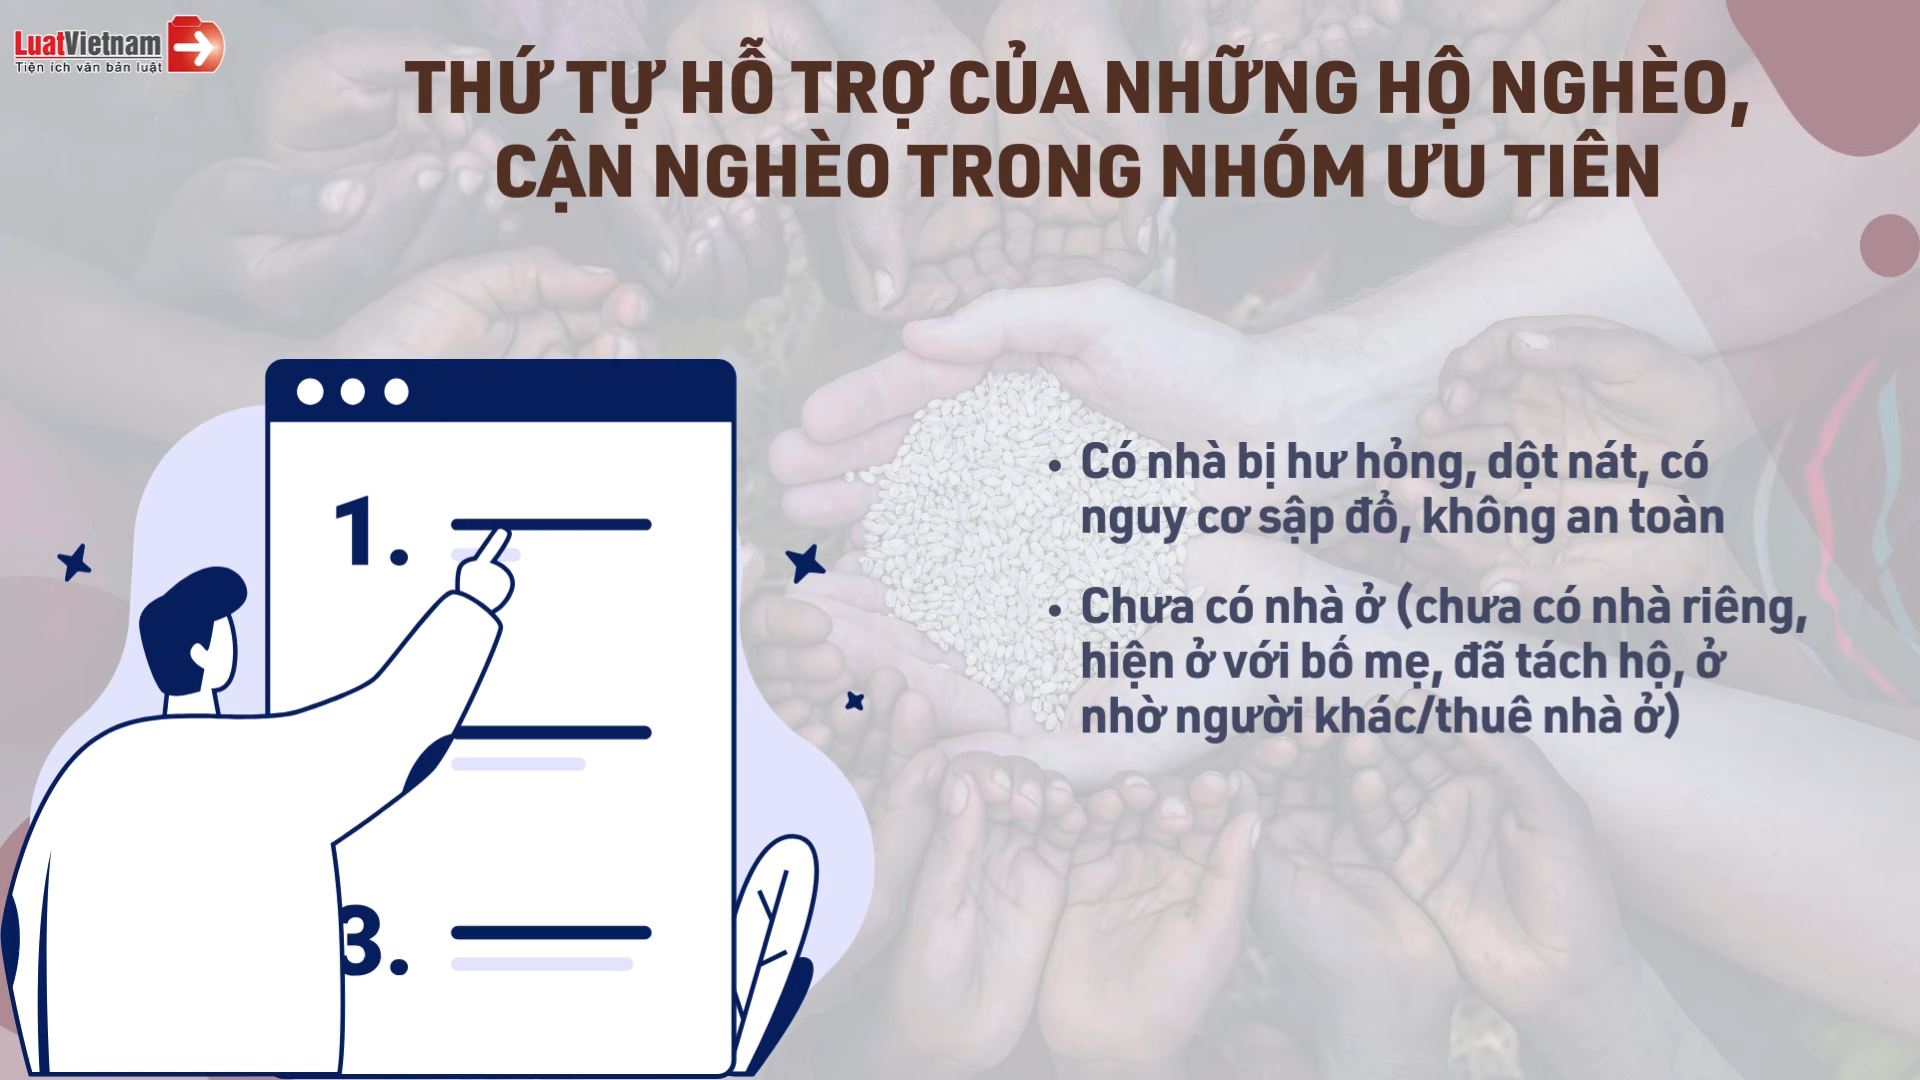 LuatVietnam
Tiện ích văn bản luật
THỨ TỰ HỖ TRỢ CỦA NHỮNG HỘ NGHÈO,
CẬN NGHÈO TRONG NHÓM ƯU TIÊN
1.
3.
• Có nhà bị hư hỏng, dột nát, có
nguy cơ sập đổ, không an toàn
• Chưa có nhà ở (chưa có nhà riêng,
hiện ở với bố mẹ, đã tách hộ, ở
nhờ người khác/thuê nhà ở)